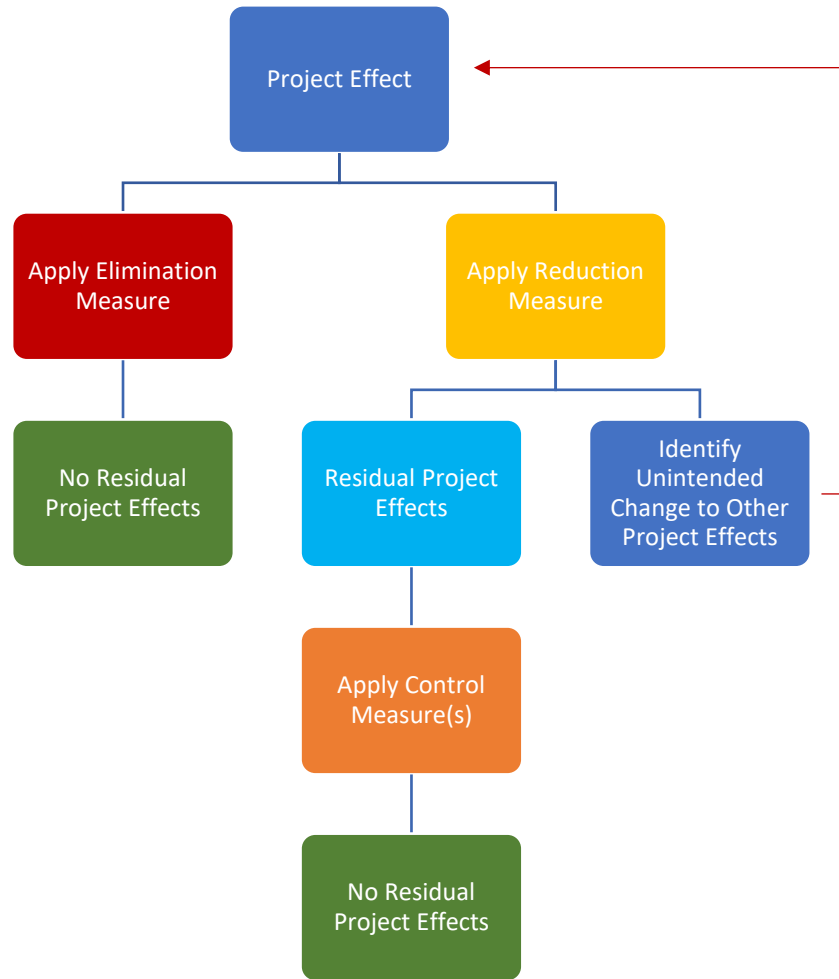 Project Effect
Apply Elimination
Measure
Apply Reduction
Measure
No Residual
Project Effects
Residual Project
Effects
Identify
Unintended
Change to Other
Project Effects
Apply Control
Measure(s)
No Residual
Project Effects